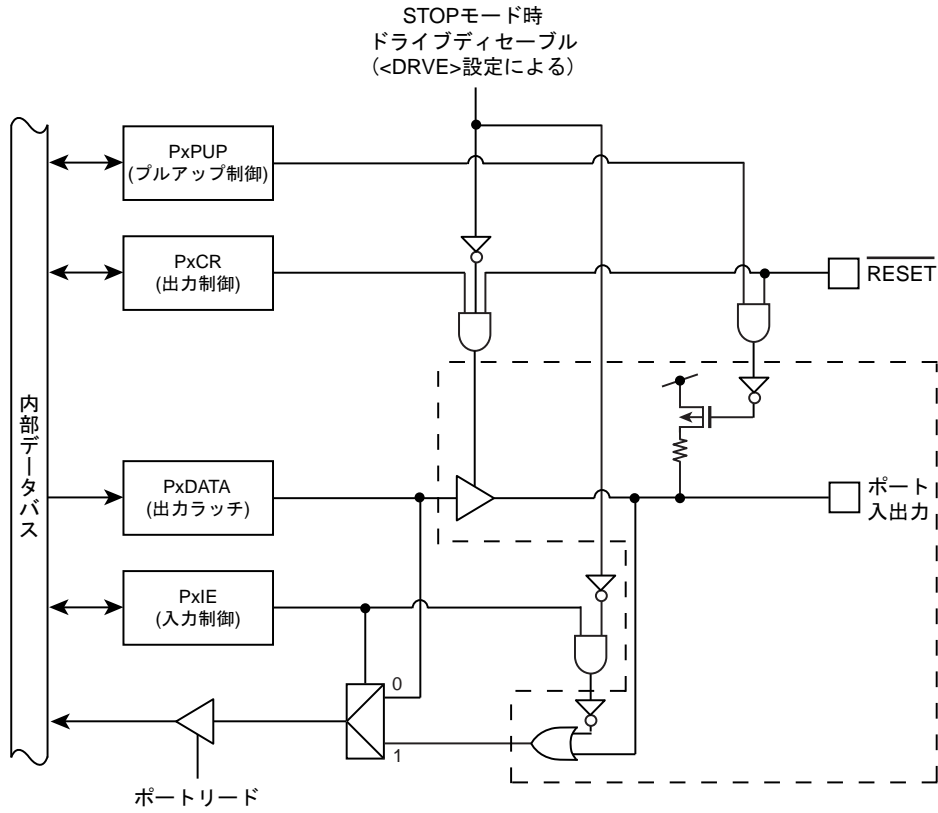 STOPモード時
ドライブディセーブル
(<DRVE>設定による)
PxPUP
(プルアップ制御)
PxCR
(出力制御)
RESET
内部データバス
PxDATA
(出力ラッチ)
ポート
入出力
PxIE
(入力制御)
0
1
ポートリード